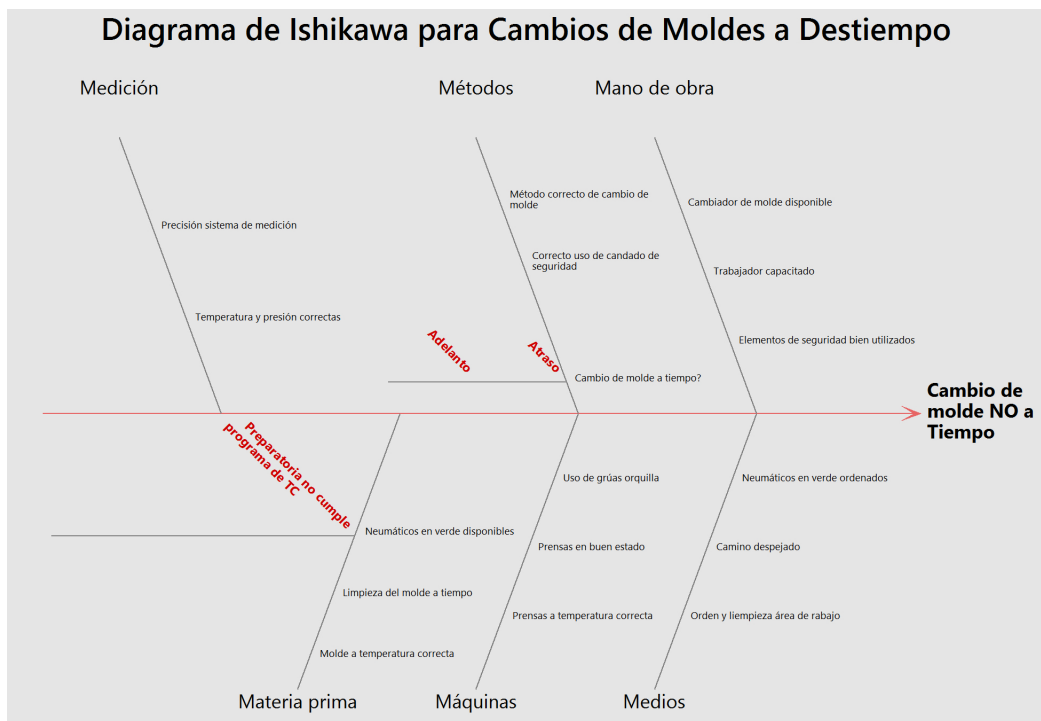 Diagrama de Ishikawa para Cambios de Moldes a Destiempo
Medición
Métodos
Mano de obra
Precisión sistema de medición
Temperatura y presión correctas
Método correcto de cambio de
molde
Correcto uso de candado de
seguridad
Adelanto
Atraso
Cambio de molde a tiempo?
Cambiador de molde disponible
Trabajador capacitado
Elementos de seguridad bien utilizados
Cambio de
molde NO a
Tiempo
Preparatoria no cumple
programa de TC
Neumáticos en verde disponibles
Limpieza del molde a tiempo
Molde a temperatura correcta
Uso de grúas orquilla
Prensas en buen estado
Prensas a temperatura correcta
Neumáticos en verde ordenados
Camino despejado
Orden y liempieza área de rabajo
Materia prima
Máquinas
Medios